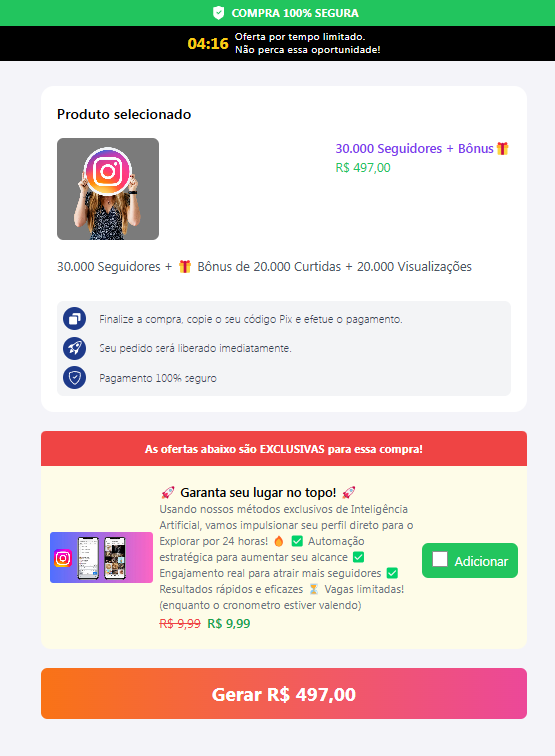 COMPRA 100% SEGURA
04:16
Oferta por tempo limitado.
Não perca essa oportunidade!
Produto selecionado
30.000 Seguidores + Bônus🎁
R$ 497,00
30.000 Seguidores + 🎁 Bônus de 20.000 Curtidas + 20.000 Visualizações
Finalize a compra, copie o seu código Pix e efetue o pagamento.
Seu pedido será liberado imediatamente.
Pagamento 100% seguro
As ofertas abaixo são EXCLUSIVAS para essa compra!
🚀 Garanta seu lugar no topo! 🚀
Usando nossos métodos exclusivos de Inteligência
Artificial, vamos impulsionar seu perfil direto para o
Explorar por 24 horas! 🔥 ✅ Automação
estratégica para aumentar seu alcance ✅
Engajamento real para atrair mais seguidores ✅
Resultados rápidos e eficazes ⏳ Vagas limitadas!
(enquanto o cronometro estiver valendo)
R$ 9,99 R$ 9,99
Adicionar
Gerar R$ 497,00